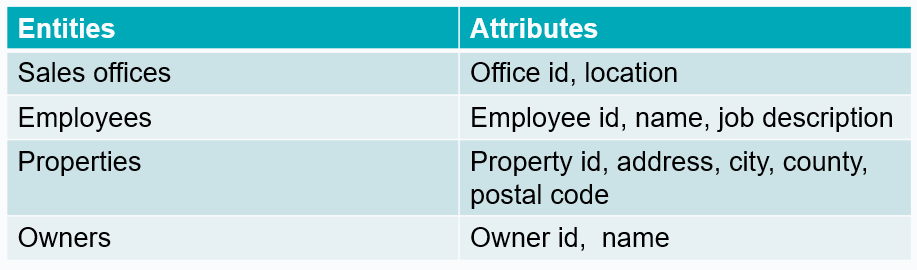 Entities Attributes
Sales offices Office id, location
Employees Employee id, name, job description
Properties Property id, address, city, county,
postal code
Owners Owner id,  name